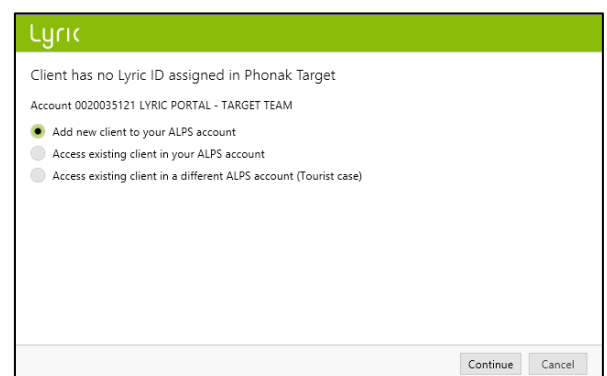 Lyric
Client has no Lyric ID assigned in Phonak Target
Account 0020035121 LYRIC PORTAL - TARGET TEAM
Add new client to your ALPS account
Access existing client in your ALPS account
Access existing client in a different ALPS account (Tourist case)
Continue Cancel